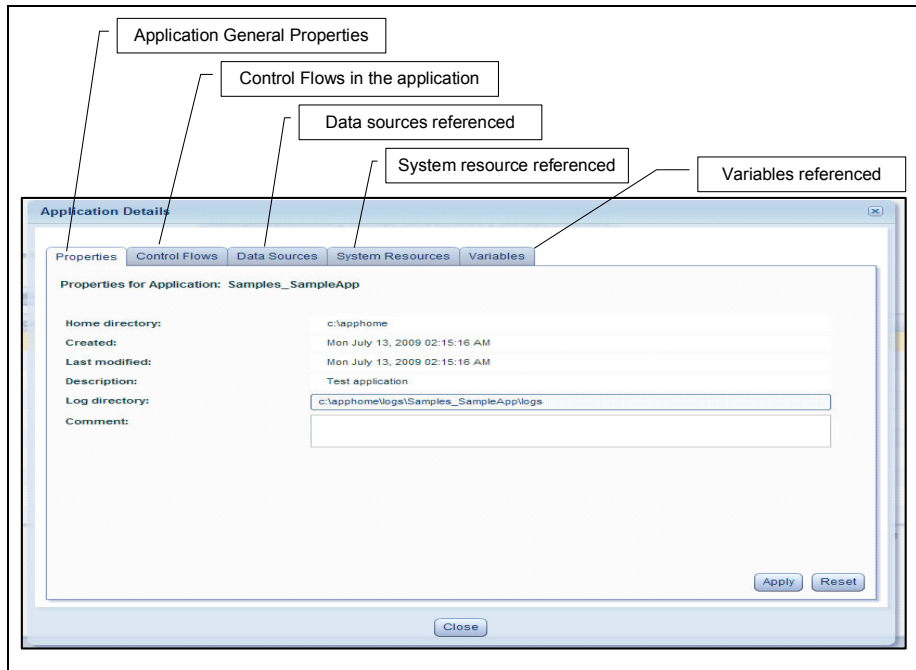 Application General Properties
Control Flows in the application
Data sources referenced
System resource referenced
Variables referenced
Application Details
Properties
Control Flows
Data Sources
System Resources
Variables
Properties for Application: Samples_SampleApp
Home directory: c:\apphome
Created: Mon July 13, 2009 02:15:16 AM
Last modified: Mon July 13, 2009 02:15:16 AM
Description: Test application
Log directory: c:\apphome\logs\Samples_SampleApp\logs
Comment:
Apply
Reset
Close